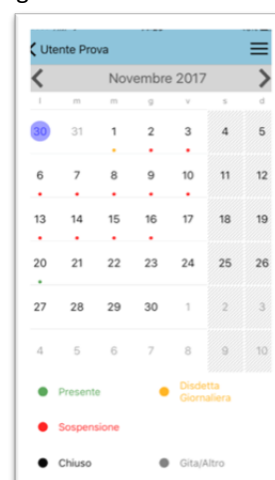 Utente Prova
Novembre 2017
l m m g v s d
30 31 1 2 3 4 5
6 7 8 9 10 11 12
13 14 15 16 17 18 19
20 21 22 23 24 25 26
27 28 29 30 1 2 3
4 5 6 7 8 9 10
Presente
Disdetta
Giornaliera
Sospensione
Chiuso
Gita/Altro